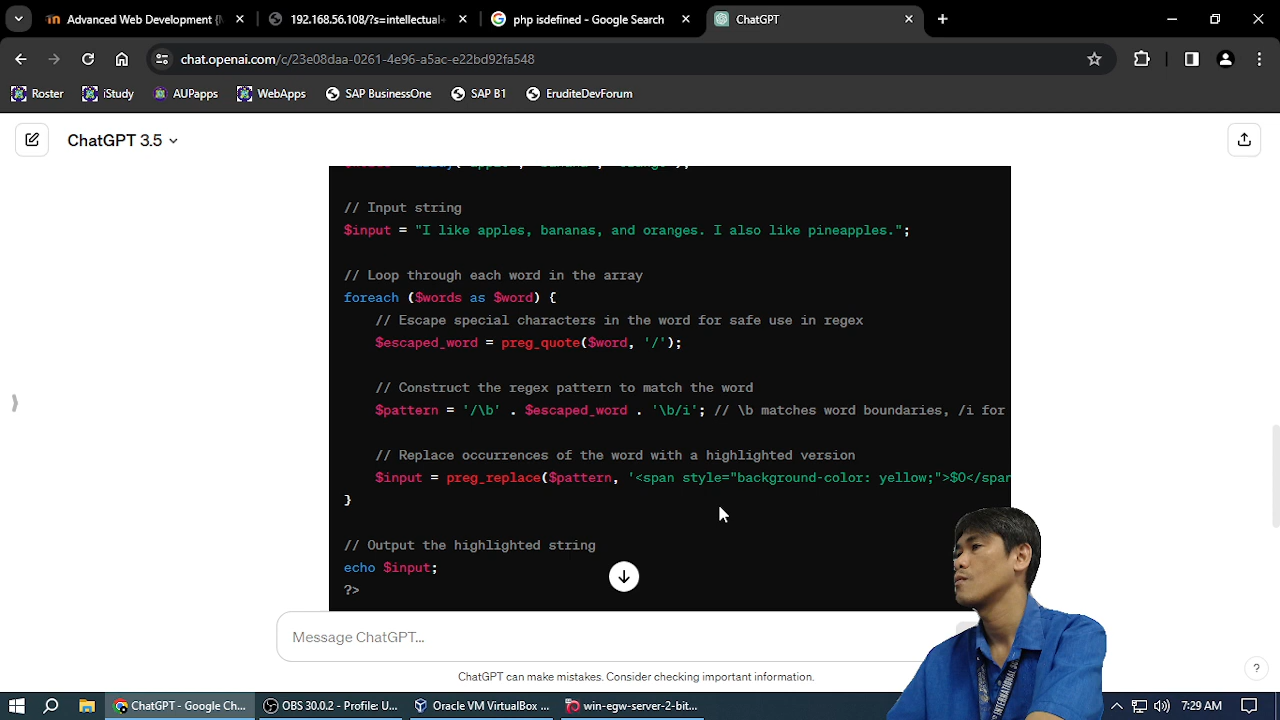 Advanced Web Development (
192.168.56.108/?s=intellectual+
php isdefined - Google Search
ChatGPT
chat.openai.com/c/23e08daa-0261-4e96-a5ac-e22bd92fa548
Roster
iStudy
AUPapps
WebApps
SAP BusinessOne
SAP B1
EruditeDevForum
ChatGPT 3.5
// Input string
$input = "I like apples, bananas, and oranges. I also like pineapples.";
// Loop through each word in the array
foreach ($words as $word) {
// Escape special characters in the word for safe use in regex
$escaped_word = preg_quote($word, '/');
// Construct the regex pattern to match the word
$pattern = '/\b' . $escaped_word . '\b/i'; // \b matches word boundaries, /i for
// Replace occurrences of the word with a highlighted version
$input = preg_replace($pattern, '<span style="background-color: yellow;">$0</span
}
// Output the highlighted string
echo $input;
?>
Message ChatGPT...
ChatGPT can make mistakes. Consider checking important information.
?
ChatGPT - Google Ch...
OBS 30.0.2 - Profile: U...
Oracle VM VirtualBox ...
win-egw-server-2-bit...
7:29 AM